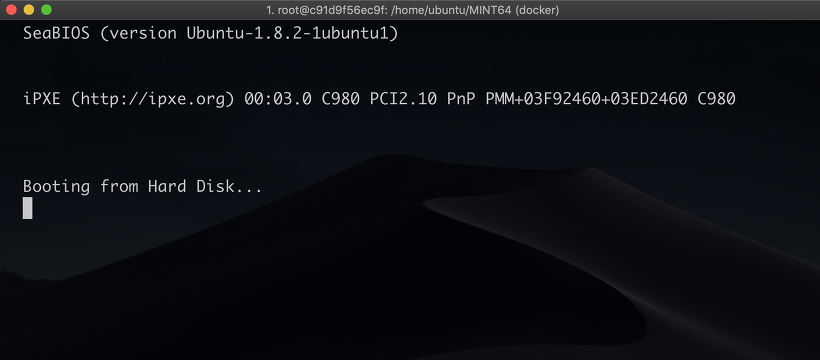 1. root@c91d9f56ec9f: /home/ubuntu/MINT64 (docker)
SeaBIOS (version Ubuntu-1.8.2-1ubuntu1)
iPXE (http://ipxe.org) 00:03.0 C980 PCI2.10 PnP PMM+03F92460+03ED2460 C980
Booting from Hard Disk...